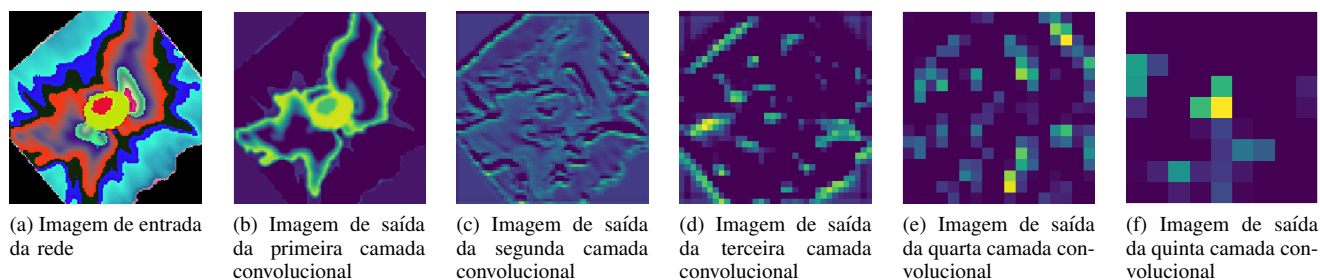 (a) Imagem de entrada
da rede
(b) Imagem de saída
da primeira camada
convolucional
(c) Imagem de saída
da segunda camada
convolucional
(d) Imagem de saída
da terceira camada
convolucional
(e) Imagem de saída
da quarta camada con-
volucional
(f) Imagem de saída
da quinta camada con-
volucional